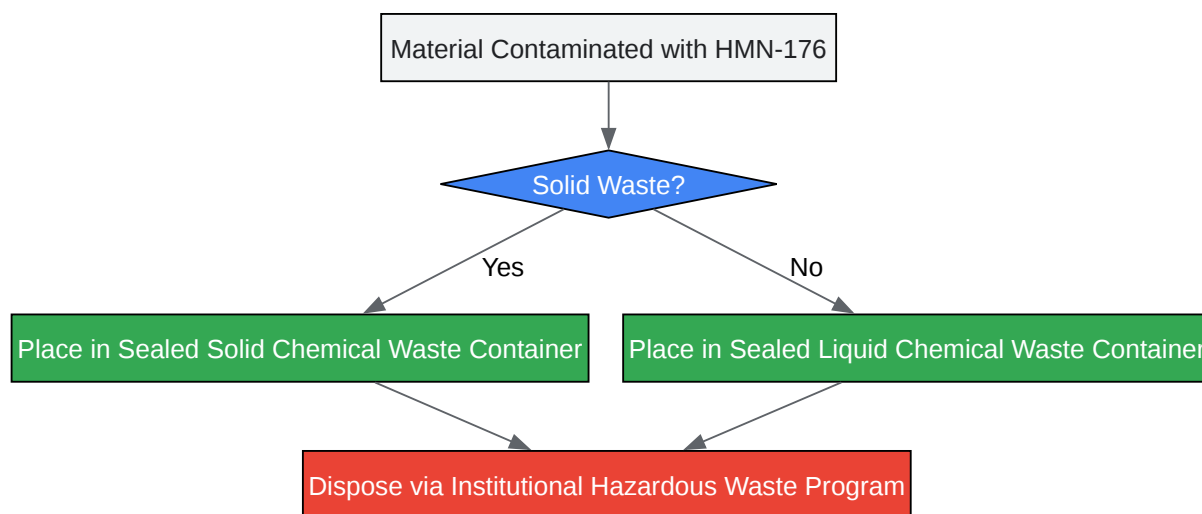 Material Contaminated with HMN-176
Solid Waste?
Yes
No
Place in Sealed Solid Chemical Waste Container
Place in Sealed Liquid Chemical Waste Container
Dispose via Institutional Hazardous Waste Program